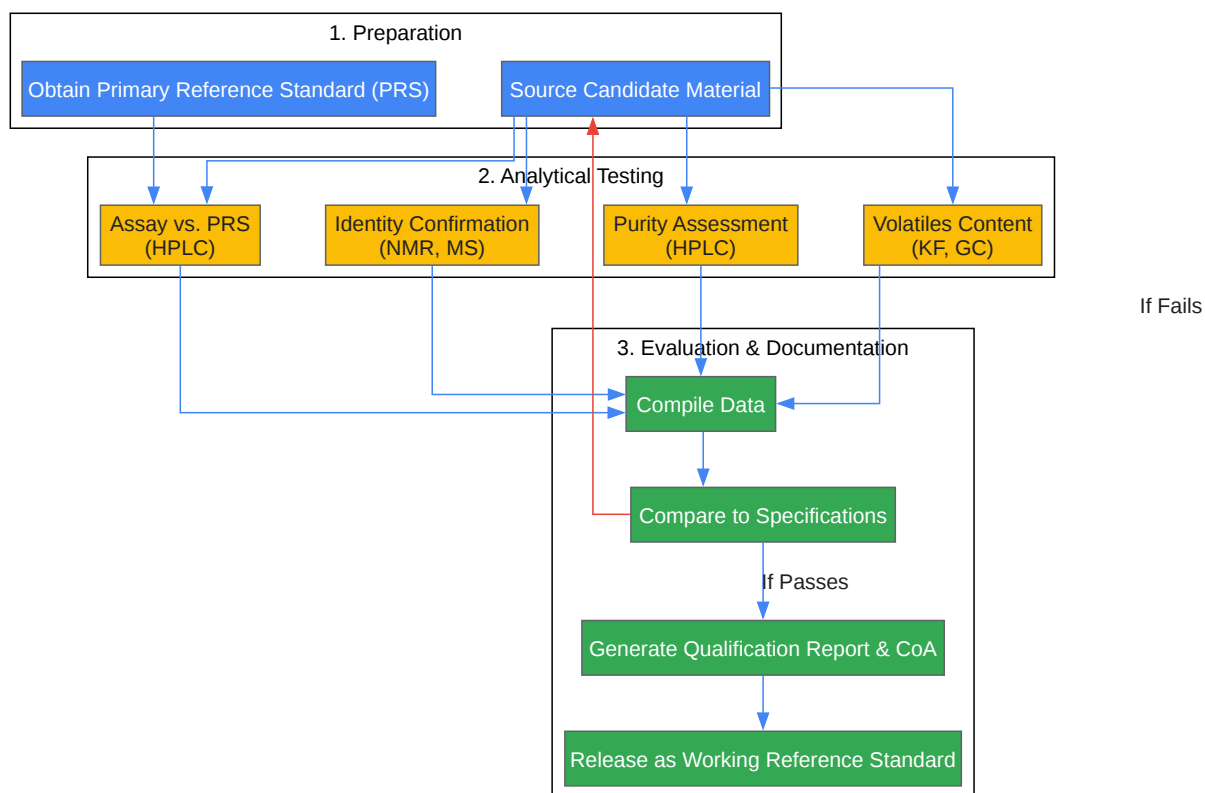 1. Preparation
Obtain Primary Reference Standard (PRS)
Source Candidate Material
2. Analytical Testing
Assay vs. PRS
(HPLC)
Identity Confirmation
(NMR, MS)
Purity Assessment
(HPLC)
Volatiles Content
(KF, GC)
If Fails
3. Evaluation & Documentation
Compile Data
Compare to Specifications
If Passes
Generate Qualification Report & CoA
Release as Working Reference Standard